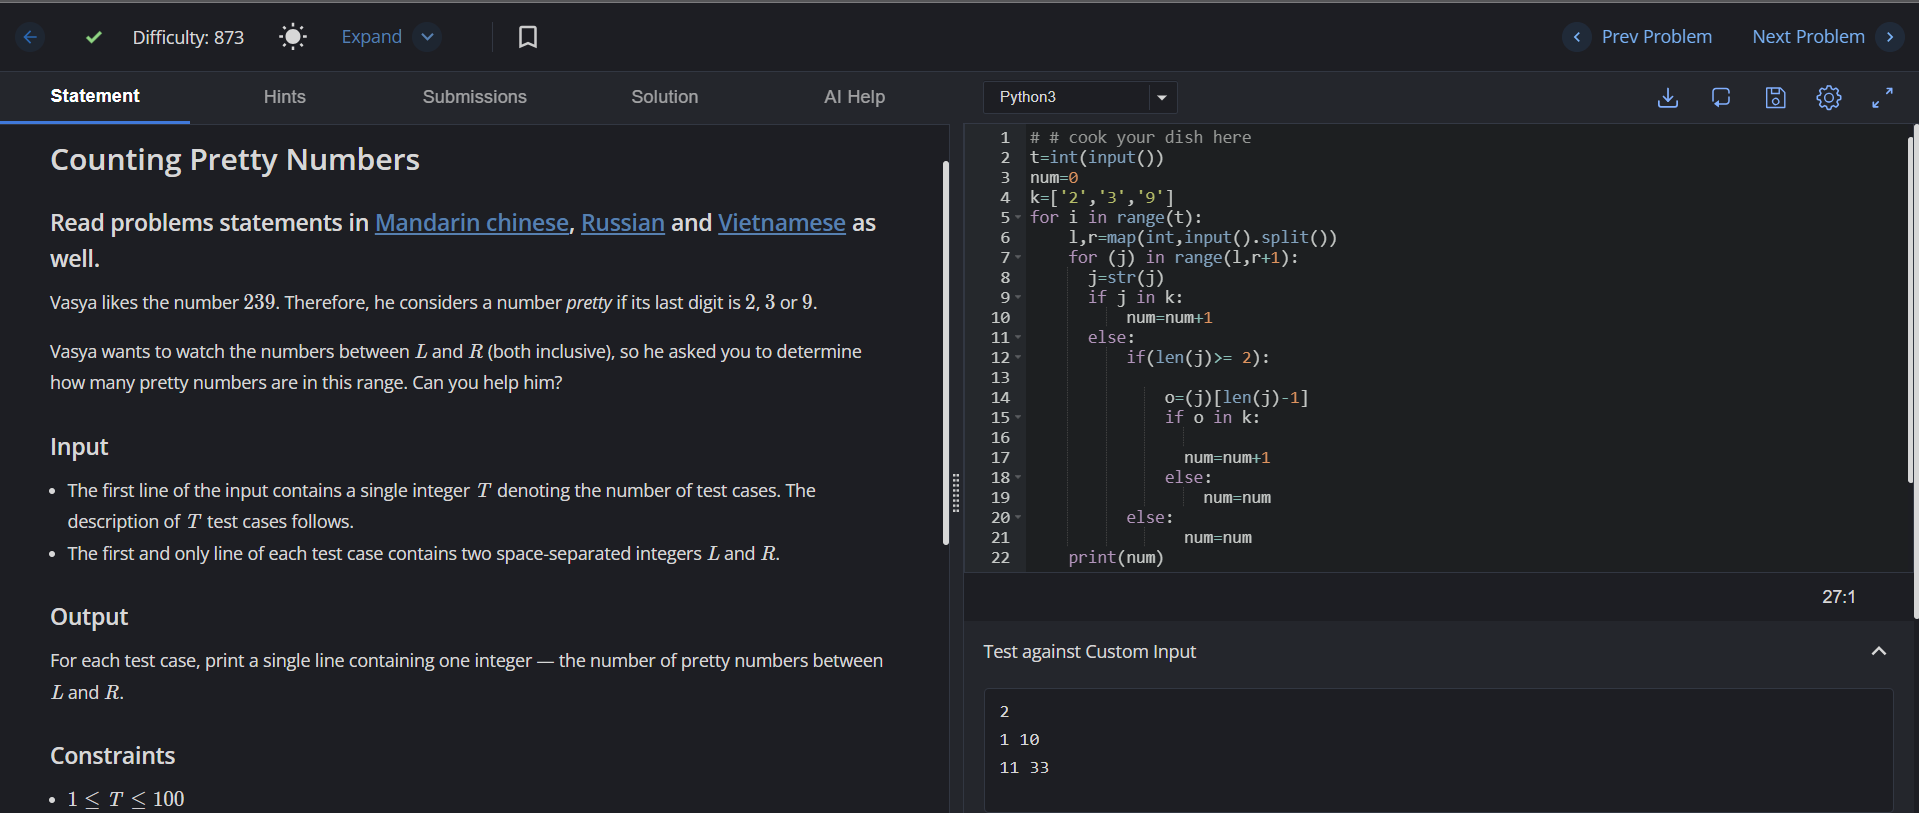 Difficulty: 873
Expand
Prev Problem
Next Problem
Statement
Hints
Submissions
Solution
AI Help
Counting Pretty Numbers
Read problems statements in Mandarin chinese, Russian and Vietnamese as
well.
Vasya likes the number 239. Therefore, he considers a number pretty if its last digit is 2, 3 or 9.
Vasya wants to watch the numbers between L and R (both inclusive), so he asked you to determine
how many pretty numbers are in this range. Can you help him?
Input
• The first line of the input contains a single integer T denoting the number of test cases. The
description of T test cases follows.
• The first and only line of each test case contains two space-separated integers L and R.
Output
For each test case, print a single line containing one integer — the number of pretty numbers between
L and R.
Constraints
• 1 ≤ T ≤ 100
Python3
1 # # cook your dish here
2 t=int(input())
3 num=0
4 k=['2','3','9']
5 for i in range(t):
6     l,r=map(int,input().split())
7     for (j) in range(l,r+1):
8       j=str(j)
9       if j in k:
10           num=num+1
11       else:
12           if(len(j)>= 2):
13
14               o=(j)[len(j)-1]
15               if o in k:
16
17                 num=num+1
18               else:
19                   num=num
20           else:
21                 num=num
22     print(num)
27:1
Test against Custom Input
2
1 10
11 33